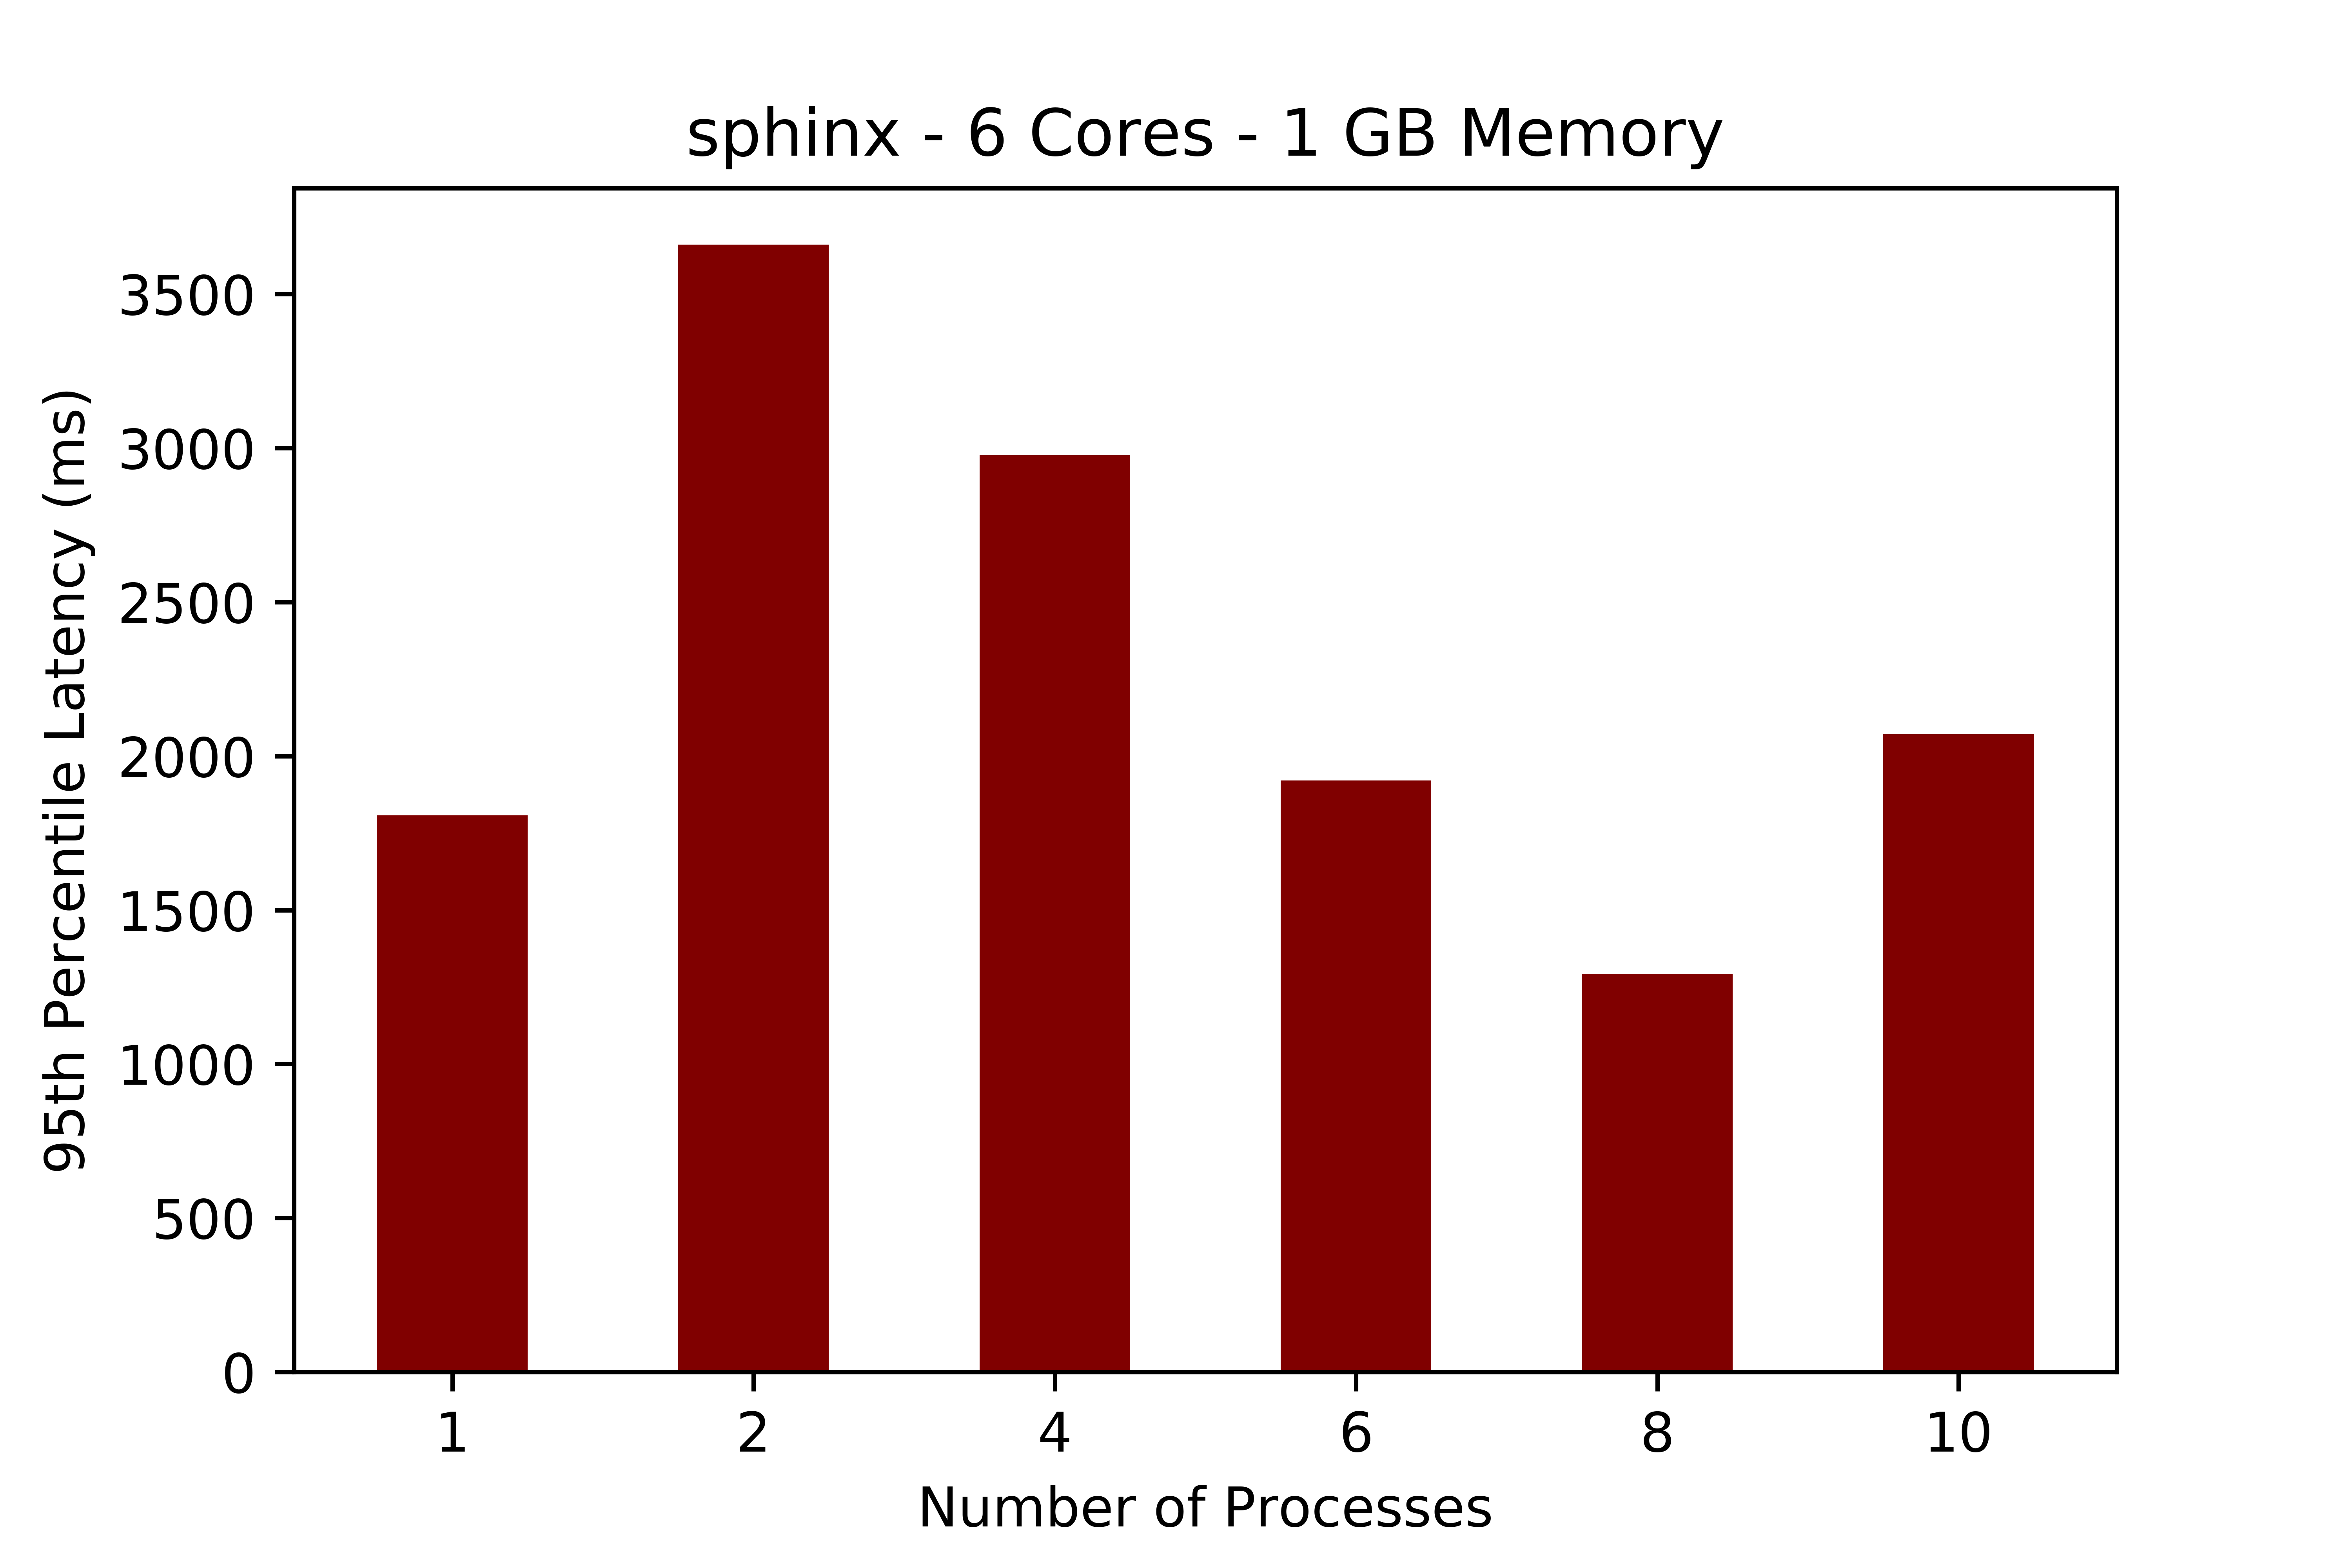 sphinx - 6 Cores - 1 GB Memory
95th Percentile Latency (ms)
3500
3000
2500
2000
1500
1000
500
0
1 2 4 6 8 10
Number of Processes